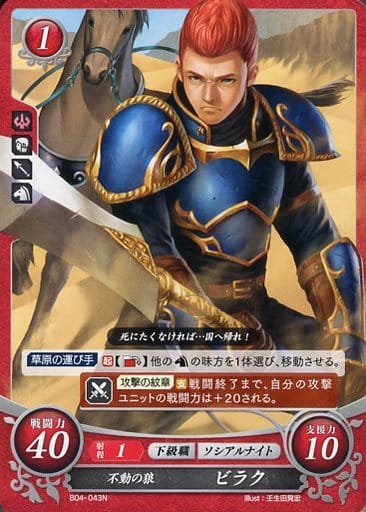 1
死にたくなければ…国へ帰れ!
草原の運び手 起【】他の の味方を1体選び、移動させる。
攻撃の紋章 支 戦闘終了まで、自分の攻撃
ユニットの戦闘力は+20される。
戦闘力
40
射程 1 下級職 ソシアルナイト
支援力
10
不動の狼 ビラク
B04-043N
Illust:壬生田晃宏